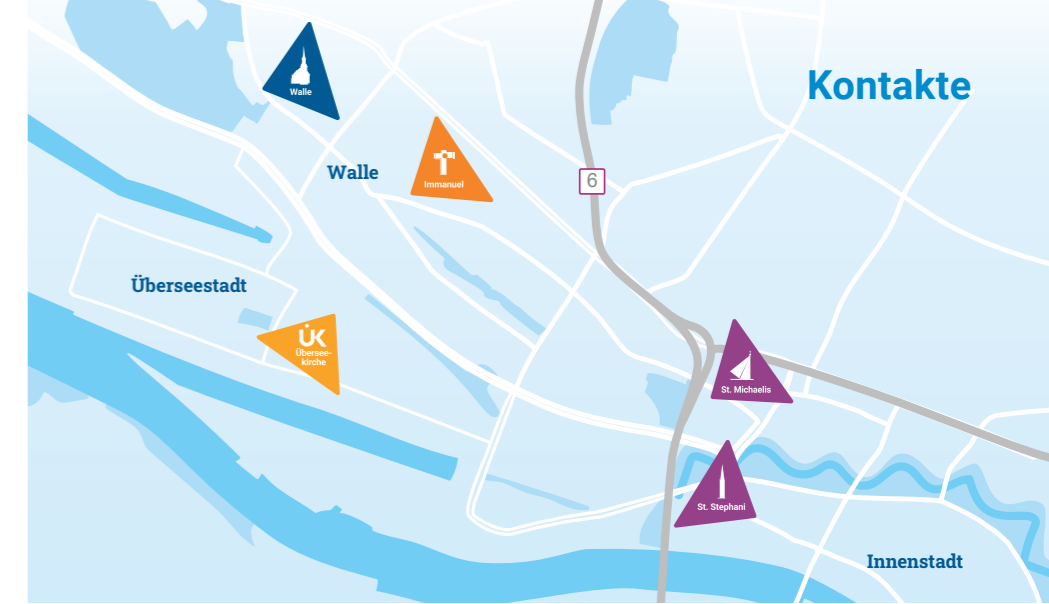 Kontakte
Walle
Walle
Immanuel
6
Überseestadt
ÜK
Übersee-
kirche
St. Michaelis
St. Stephani
Innenstadt